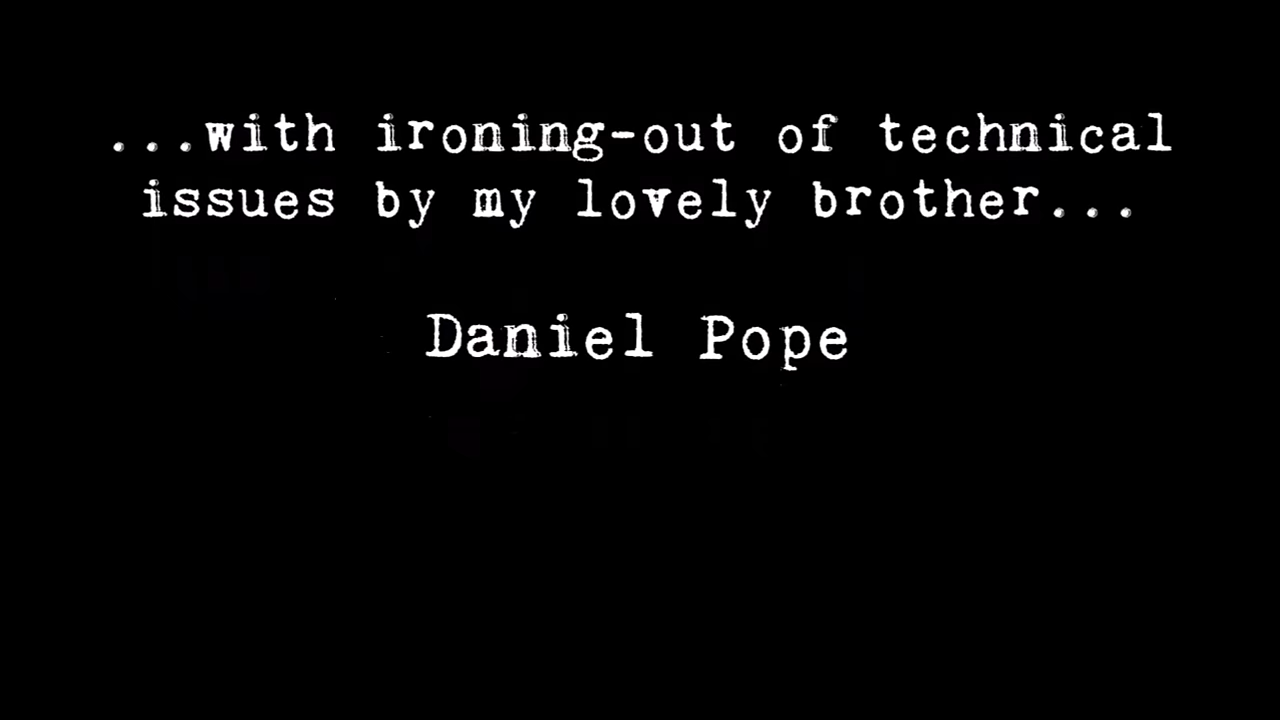 ...with ironing-out of technical
issues by my lovely brother...
Daniel Pope